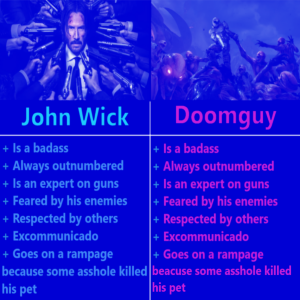 John Wick
+ Is a badass
+ Always outnumbered
+ Is an expert on guns
+ Feared by his enemies
+ Respected by others
+ Excommunicado
+ Goes on a rampage
because some asshole killed
his pet
Doomguy
+ Is a badass
+ Always outnumbered
+ Is an expert on guns
+ Feared by his enemies
+ Respected by others
+ Excommunicado
+ Goes on a rampage
beacuse some asshole killed
his pet